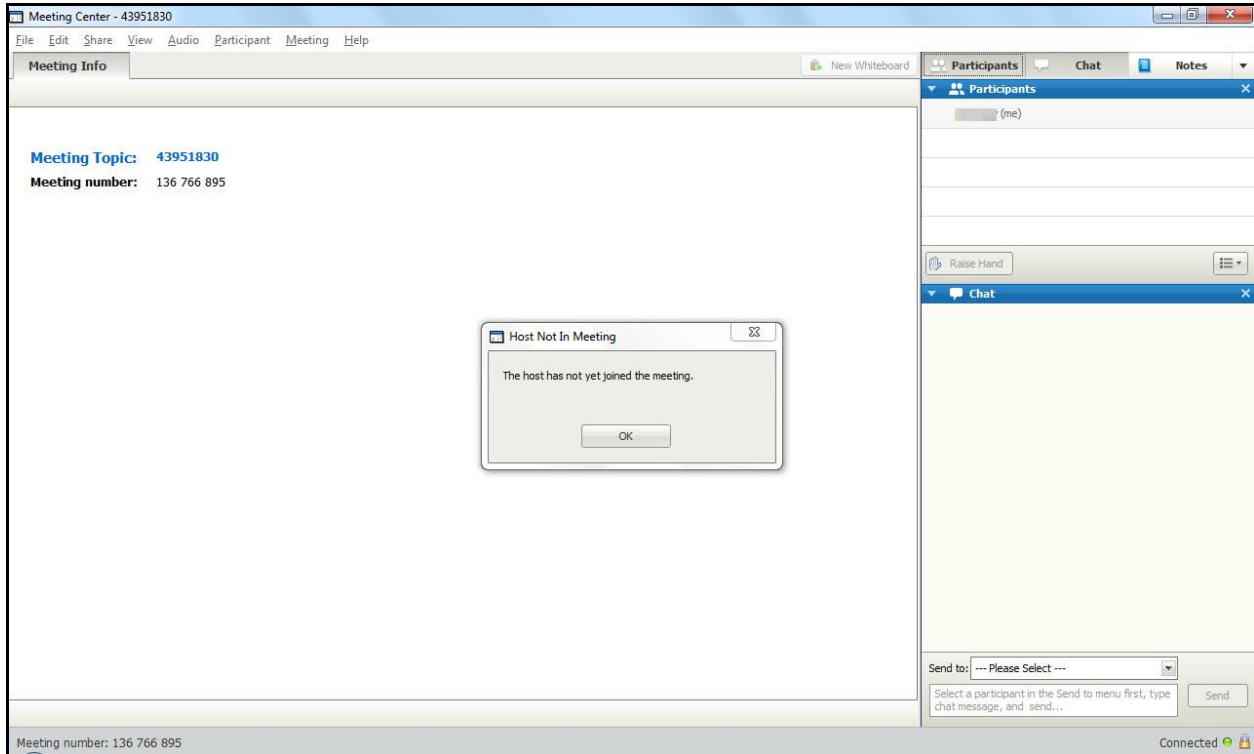 Meeting Center - 43951830
File Edit Share View Audio Participant Meeting Help
Meeting Info
New Whiteboard
Participants Chat Notes
Participants
(me)
Meeting Topic: 43951830
Meeting number: 136 766 895
Raise Hand
Chat
Host Not In Meeting
The host has not yet joined the meeting.
OK
Send to: --- Please Select ---
Select a participant in the Send to menu first, type
chat message, and send...
Send
Meeting number: 136 766 895
Connected